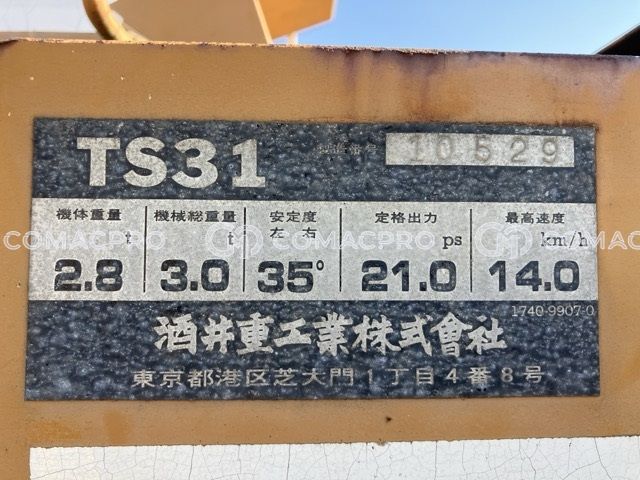 TS31 10529
機体重量 機械総重量 安定度 定格出力 最高速度
t t 左右 ps km/h
2.8 3.0 35° 21.0 14.0
1740-9907-0
酒井重工業株式會社
東京都港区芝大門1丁目4番8号
COMACPRO COMACPRO COMACPRO